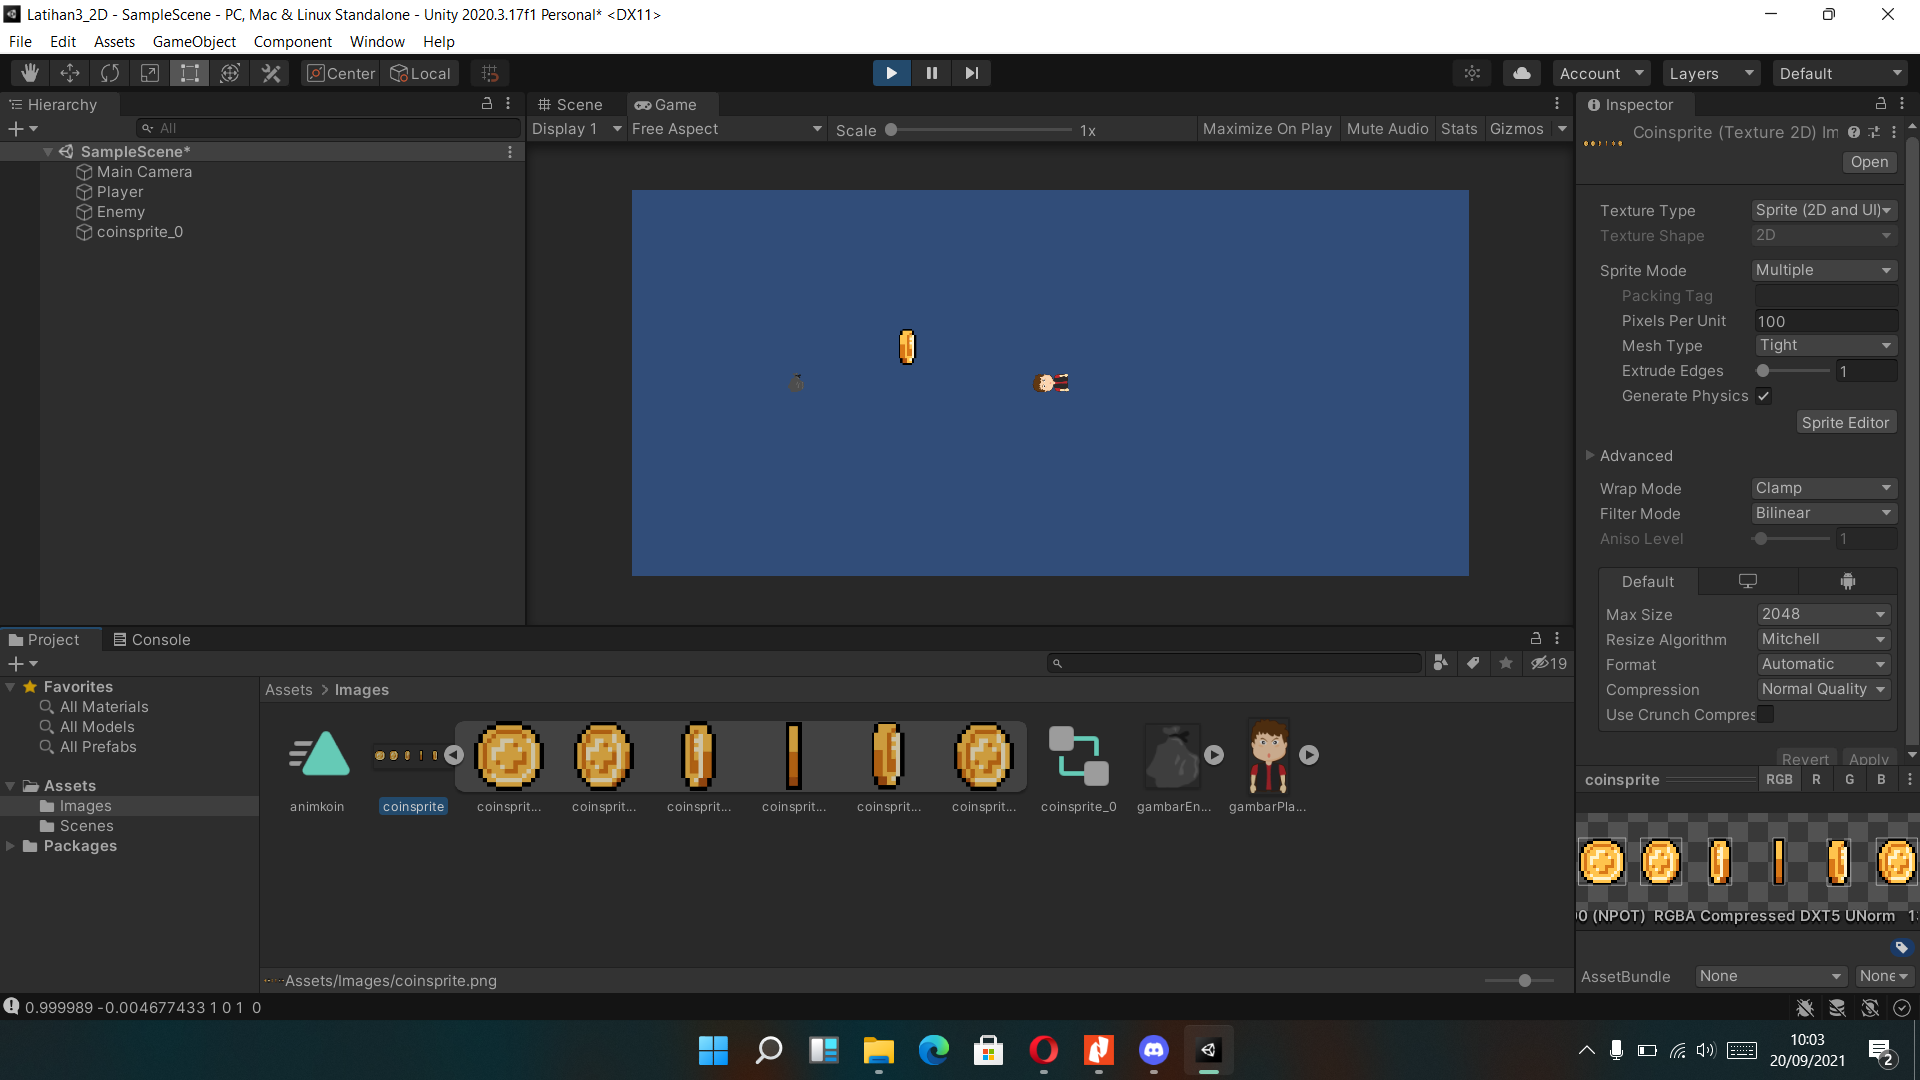 Latihan3_2D - SampleScene - PC, Mac & Linux Standalone - Unity 2020.3.17f1 Personal* <DX11>
File Edit Assets GameObject Component Window Help
Center Local Account Layers Default
Hierarchy
All
SampleScene*
Main Camera
Player
Enemy
coinsprite_0
Scene Game
Display 1 Free Aspect Scale 1x Maximize On Play Mute Audio Stats Gizmos
Inspector
Coinsprite (Texture 2D) Im
Open
Texture Type Sprite (2D and UI)
Texture Shape 2D
Sprite Mode Multiple
Packing Tag
Pixels Per Unit 100
Mesh Type Tight
Extrude Edges 1
Generate Physics
Sprite Editor
Advanced
Wrap Mode Clamp
Filter Mode Bilinear
Aniso Level 1
Default
Max Size 2048
Resize Algorithm Mitchell
Format Automatic
Compression Normal Quality
Use Crunch Compres
Revert Apply
coinsprite RGB R G B
00 (NPOT) RGBA Compressed DXT5 UNorm
AssetBundle None None
Project Console
19
Favorites
All Materials
All Models
All Prefabs
Assets
Images
Scenes
Packages
Assets > Images
animkoin coinsprite coinsprit... coinsprit... coinsprit... coinsprit... coinsprit... coinsprit... coinsprite_0 gambarEn... gambarPla...
Assets/Images/coinsprite.png
0.999989 -0.004677433 1 0 1 0
10:03
20/09/2021
2